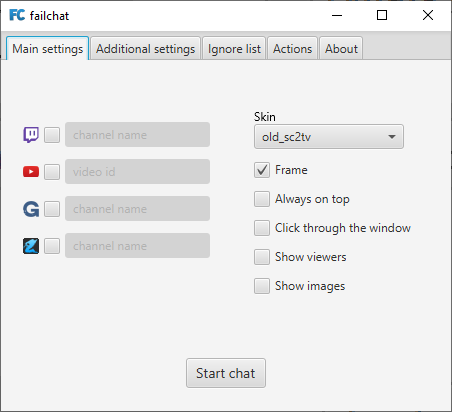 FC failchat
Main settings
Additional settings
Ignore list
Actions
About
channel name
video id
channel name
channel name
Skin
old_sc2tv
Frame
Always on top
Click through the window
Show viewers
Show images
Start chat